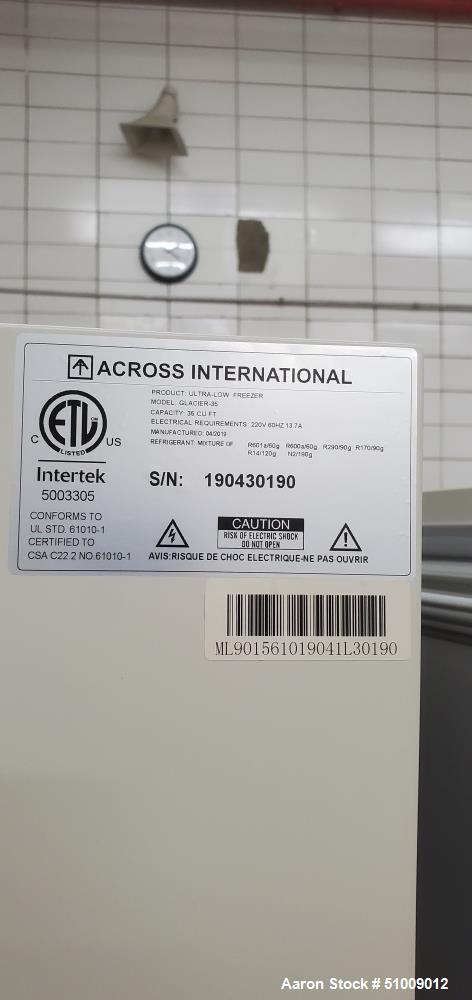 ACROSS INTERNATIONAL
PRODUCT: ULTRA-LOW FREEZER
MODEL: GLACIER-35
CAPACITY: 35 CU FT
ELECTRICAL REQUIREMENTS: 220V 60HZ 13.7A
MANUFACTURED: 04/2019
REFRIGERANT: MIXTURE OF R601a/60g R600a/60g R290/90g R170/90g
R14/120g N2/180g
ETL
CM
C US
LISTED
Intertek
5003305
S/N: 190430190
CONFORMS TO
UL STD. 61010-1
CERTIFIED TO
CSA C22.2 NO.61010-1
CAUTION
RISK OF ELECTRIC SHOCK
DO NOT OPEN
AVIS:RISQUE DE CHOC ELECTRIQUE-NE PAS OUVRIR
ML901561019041L30190
Aaron Stock # 51009012